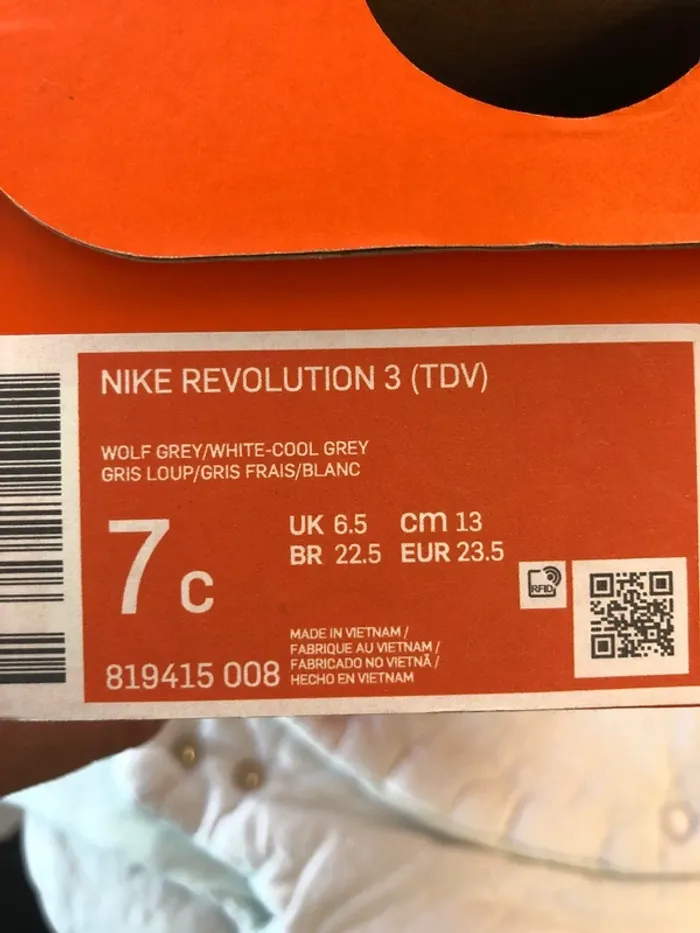 NIKE REVOLUTION 3 (TDV)
WOLF GREY/WHITE-COOL GREY
GRIS LOUP/GRIS FRAIS/BLANC
7c
UK 6.5 cm 13
BR 22.5 EUR 23.5
RFID
819415 008
MADE IN VIETNAM /
FABRIQUE AU VIETNAM /
FABRICADO NO VIETNÃ /
HECHO EN VIETNAM